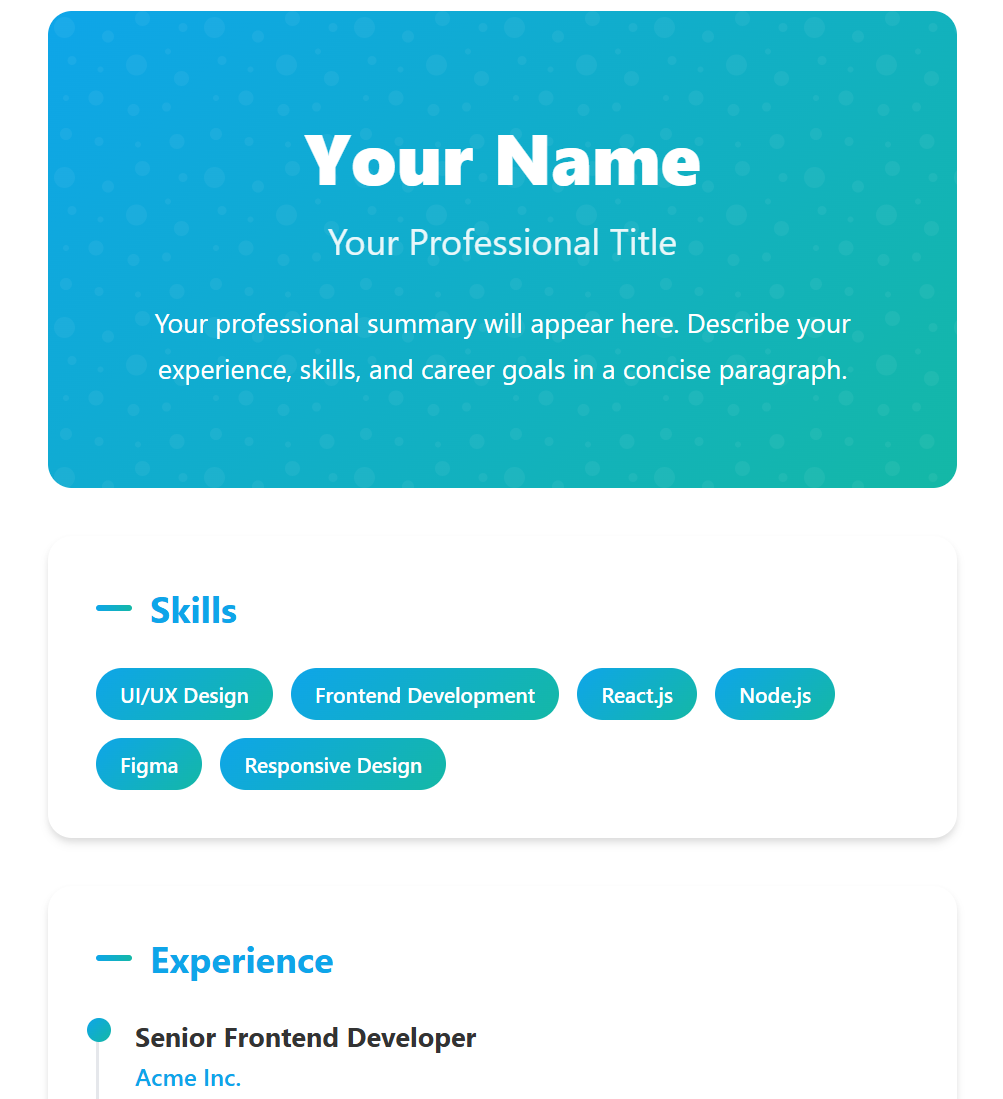 Your Name
Your Professional Title
Your professional summary will appear here. Describe your
experience, skills, and career goals in a concise paragraph.
Skills
UI/UX Design
Frontend Development
React.js
Node.js
Figma
Responsive Design
Experience
Senior Frontend Developer
Acme Inc.